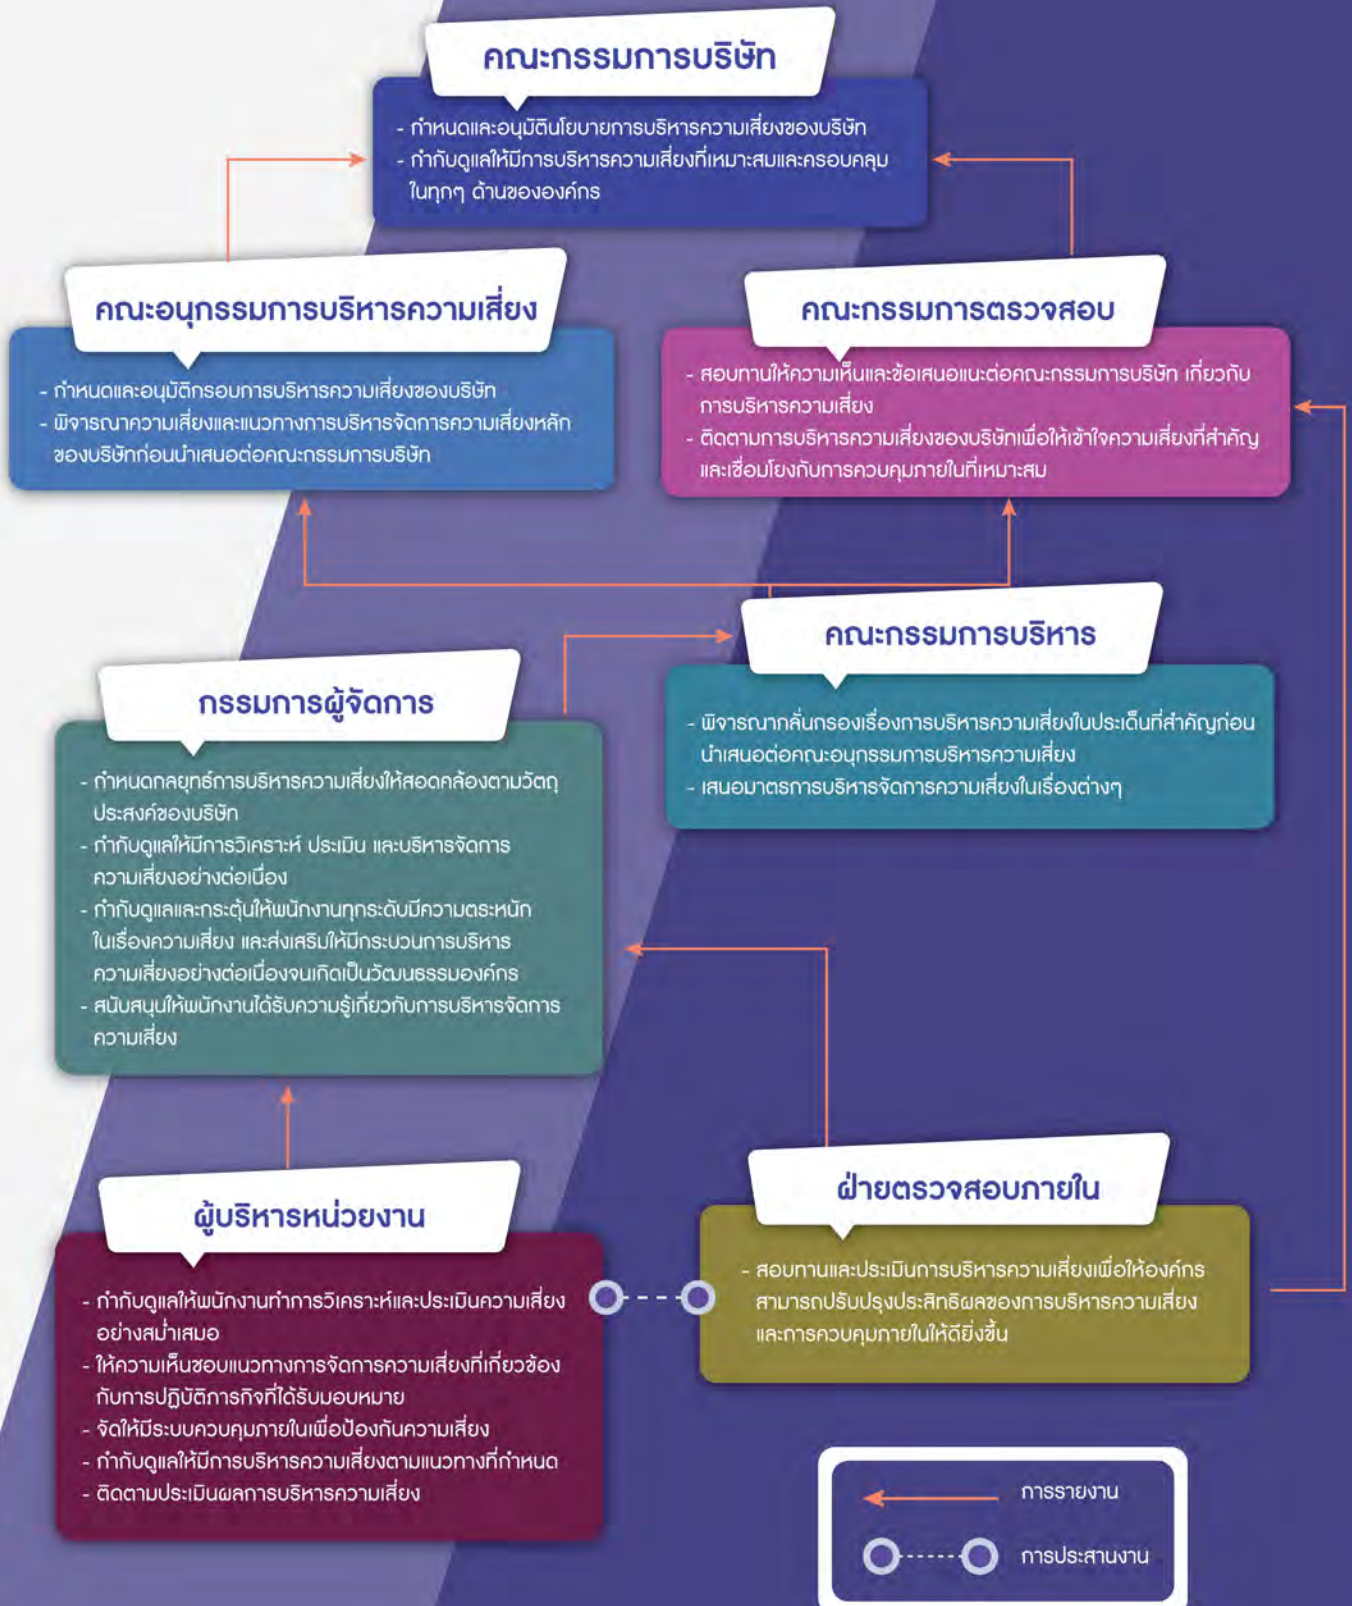 คณะกรรมการบริษัท
- กำหนดและอนุมัตินโยบายการบริหารความเสี่ยงของบริษัท
- กำกับดูแลให้มีการบริหารความเสี่ยงที่เหมาะสมและครอบคลุม
ในทุกๆ ด้านขององค์กร
คณะอนุกรรมการบริหารความเสี่ยง
- กำหนดและอนุมัติกรอบการบริหารความเสี่ยงของบริษัท
- พิจารณาความเสี่ยงและแนวทางการบริหารจัดการความเสี่ยงหลัก
ของบริษัทก่อนนำเสนอต่อคณะกรรมการบริษัท
คณะกรรมการตรวจสอบ
- สอบทานให้ความเห็นและข้อเสนอแนะต่อคณะกรรมการบริษัท เกี่ยวกับ
การบริหารความเสี่ยง
- ติดตามการบริหารความเสี่ยงของบริษัทเพื่อให้เข้าใจความเสี่ยงที่สำคัญ
และเชื่อมโยงกับการควบคุมภายในที่เหมาะสม
คณะกรรมการบริหาร
- พิจารณากลั่นกรองเรื่องการบริหารความเสี่ยงในประเด็นที่สำคัญก่อน
นำเสนอต่อคณะอนุกรรมการบริหารความเสี่ยง
- เสนอมาตรการบริหารจัดการความเสี่ยงในเรื่องต่างๆ
กรรมการผู้จัดการ
- กำหนดกลยุทธ์การบริหารความเสี่ยงให้สอดคล้องตามวัตถุ
ประสงค์ของบริษัท
- กำกับดูแลให้มีการวิเคราะห์ ประเมิน และบริหารจัดการ
ความเสี่ยงอย่างต่อเนื่อง
- กำกับดูแลและกระตุ้นให้พนักงานทุกระดับมีความตระหนัก
ในเรื่องความเสี่ยง และส่งเสริมให้มีกระบวนการบริหาร
ความเสี่ยงอย่างต่อเนื่องจนเกิดเป็นวัฒนธรรมองค์กร
- สนับสนุนให้พนักงานได้รับความรู้เกี่ยวกับการบริหารจัดการ
ความเสี่ยง
ผู้บริหารหน่วยงาน
- กำกับดูแลให้พนักงานทำการวิเคราะห์และประเมินความเสี่ยง
อย่างสม่ำเสมอ
- ให้ความเห็นชอบแนวทางการจัดการความเสี่ยงที่เกี่ยวข้อง
กับการปฏิบัติภารกิจที่ได้รับมอบหมาย
- จัดให้มีระบบควบคุมภายในเพื่อป้องกันความเสี่ยง
- กำกับดูแลให้มีการบริหารความเสี่ยงตามแนวทางที่กำหนด
- ติดตามประเมินผลการบริหารความเสี่ยง
ฝ่ายตรวจสอบภายใน
- สอบทานและประเมินการบริหารความเสี่ยงเพื่อให้องค์กร
สามารถปรับปรุงประสิทธิผลของการบริหารความเสี่ยง
และการควบคุมภายในให้ดียิ่งขึ้น
การรายงาน
การประสานงาน